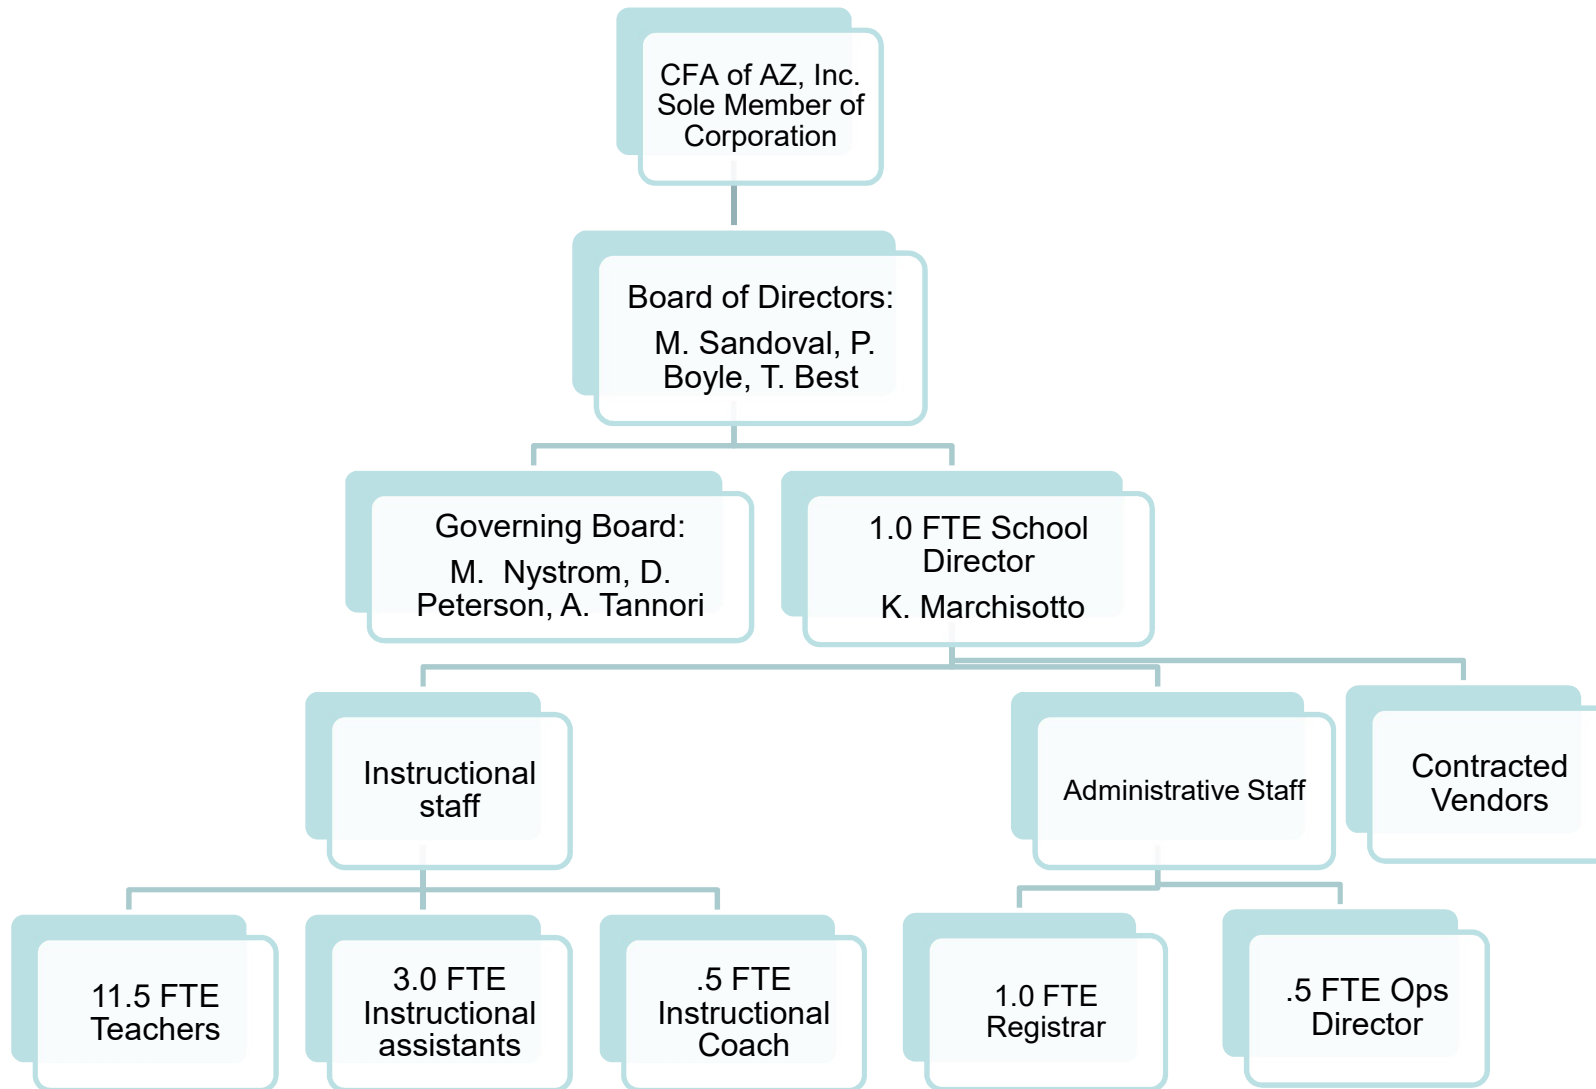 CFA of AZ, Inc.
Sole Member of
Corporation
Board of Directors:
M. Sandoval, P.
Boyle, T. Best
Governing Board:
M.  Nystrom, D.
Peterson, A. Tannori
1.0 FTE School
Director
K. Marchisotto
Instructional
staff
Administrative Staff
Contracted
Vendors
11.5 FTE
Teachers
3.0 FTE
Instructional
assistants
.5 FTE
Instructional
Coach
1.0 FTE
Registrar
.5 FTE Ops
Director